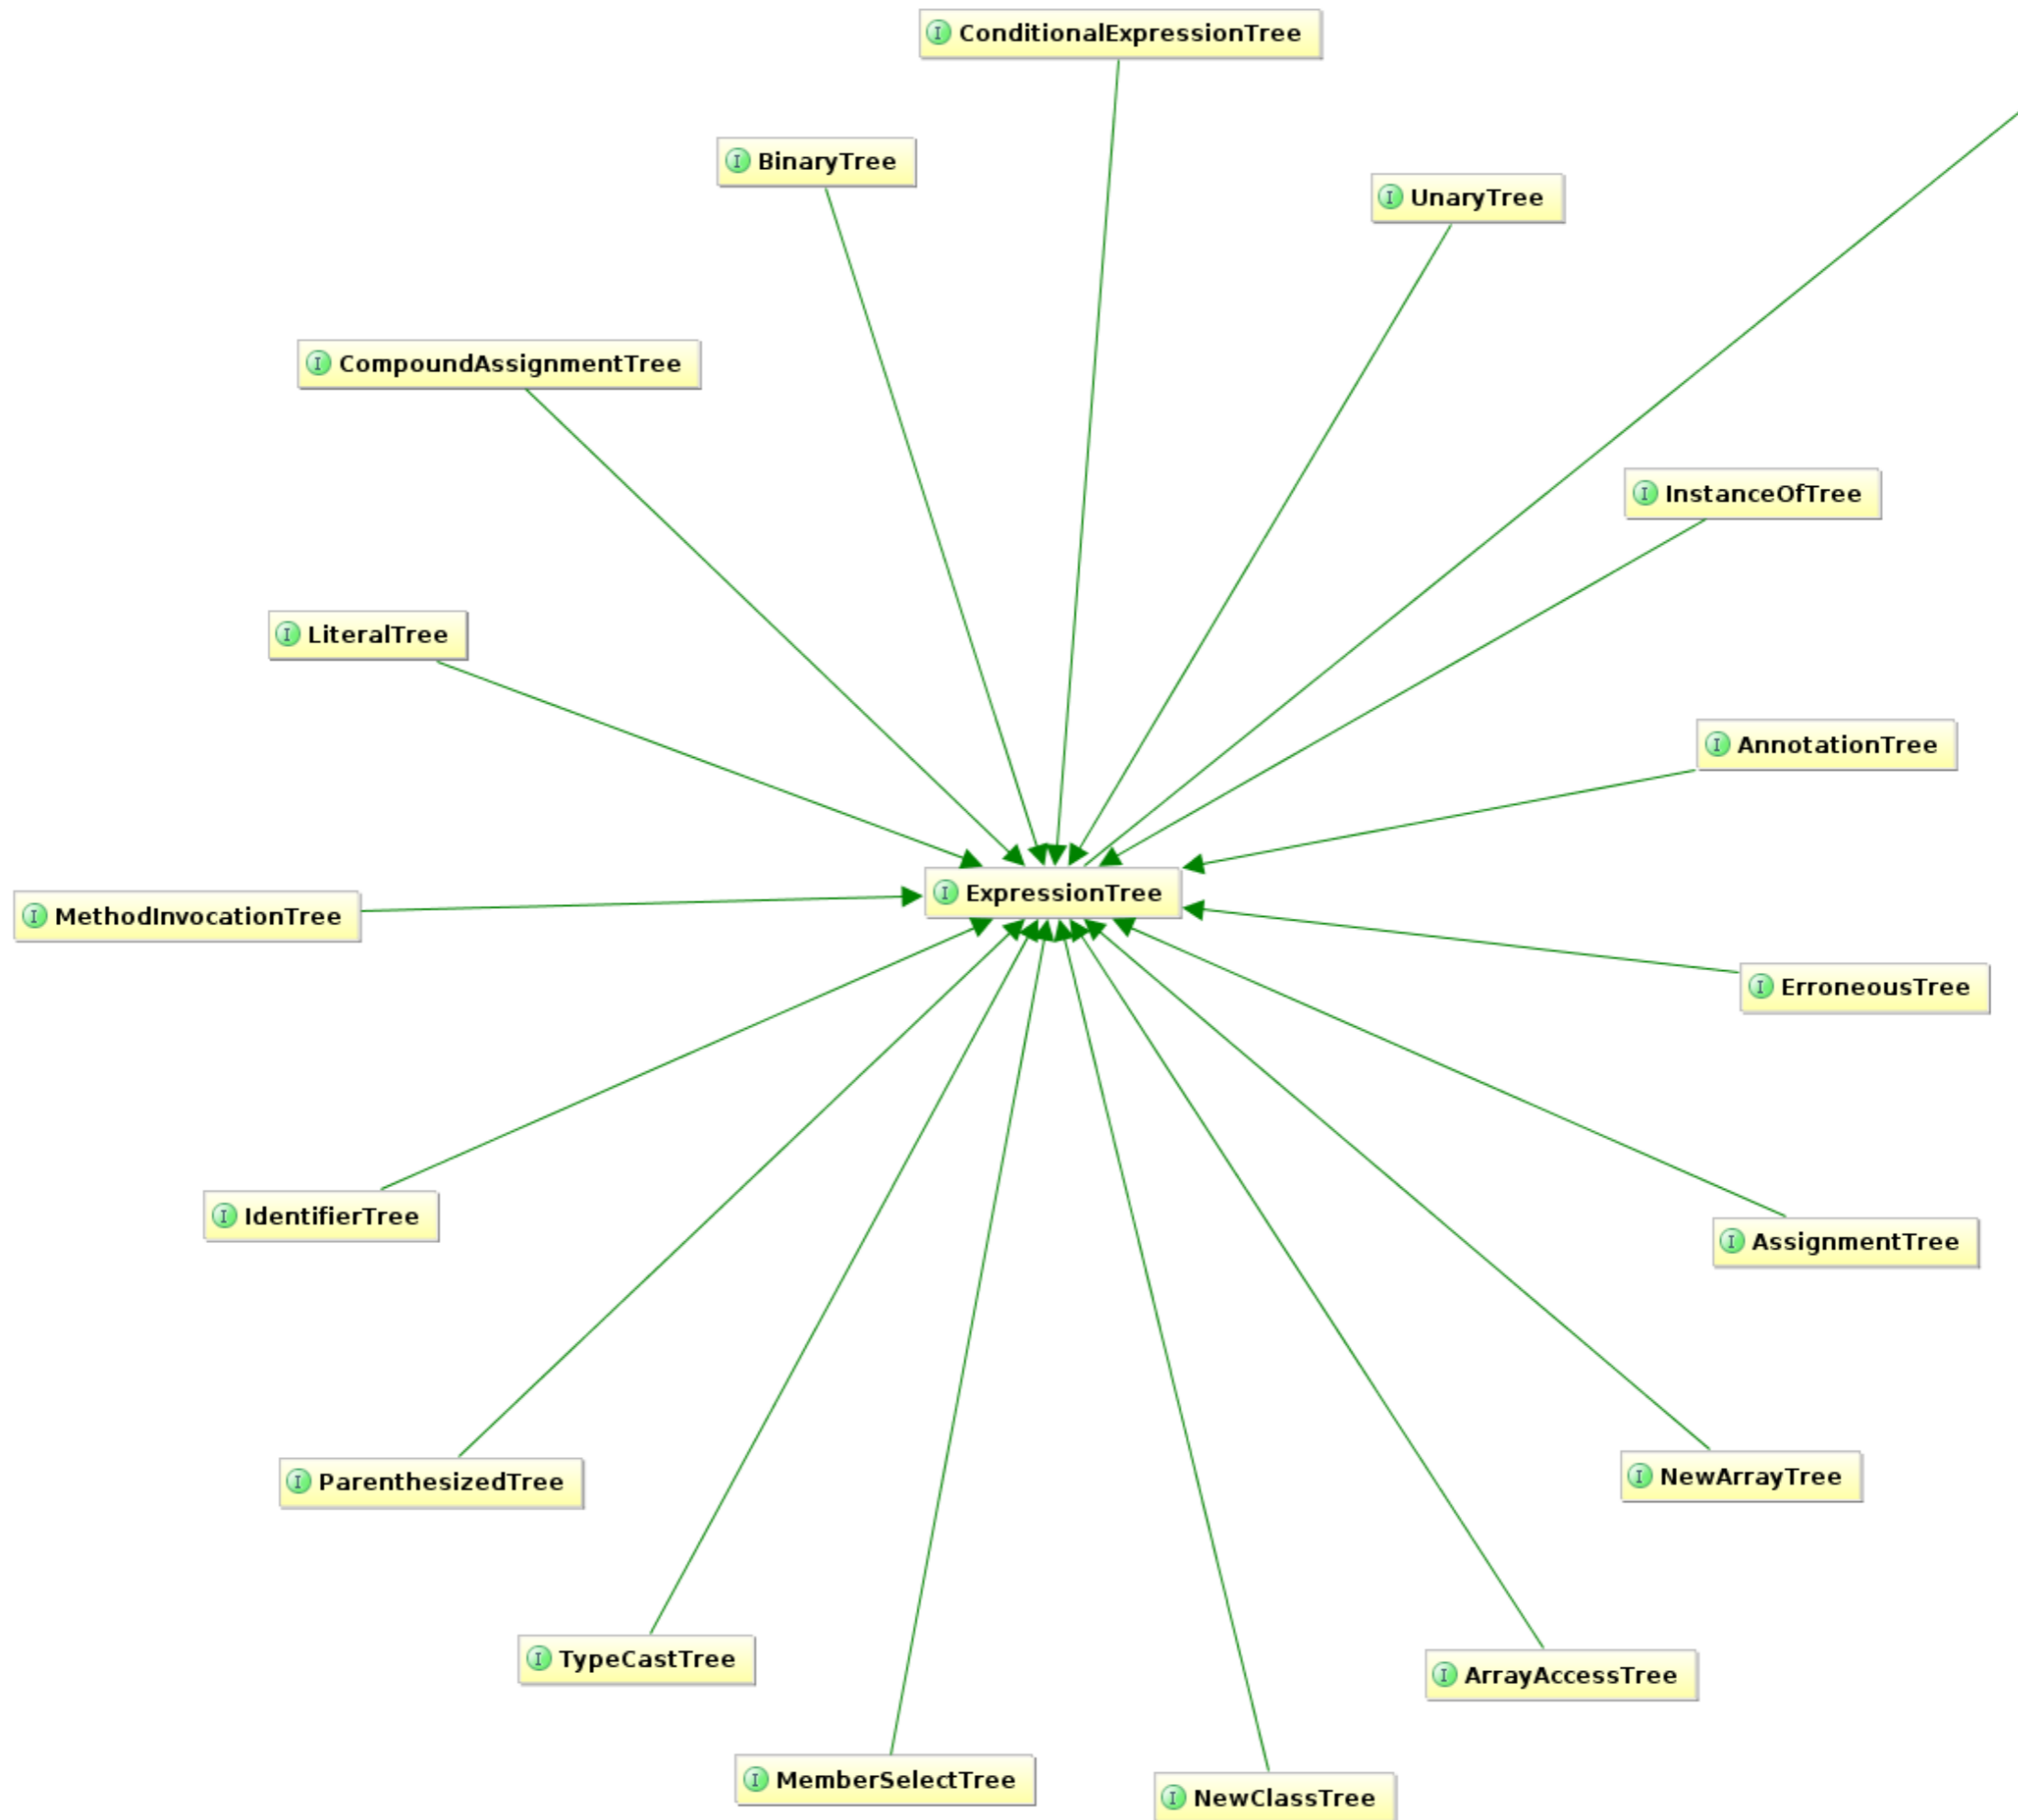 I ConditionalExpressionTree
I BinaryTree
I UnaryTree
I CompoundAssignmentTree
I InstanceOfTree
I LiteralTree
I AnnotationTree
I ExpressionTree
I MethodInvocationTree
I ErroneousTree
I IdentifierTree
I AssignmentTree
I NewArrayTree
I ParenthesizedTree
I TypeCastTree
I ArrayAccessTree
I MemberSelectTree
I NewClassTree